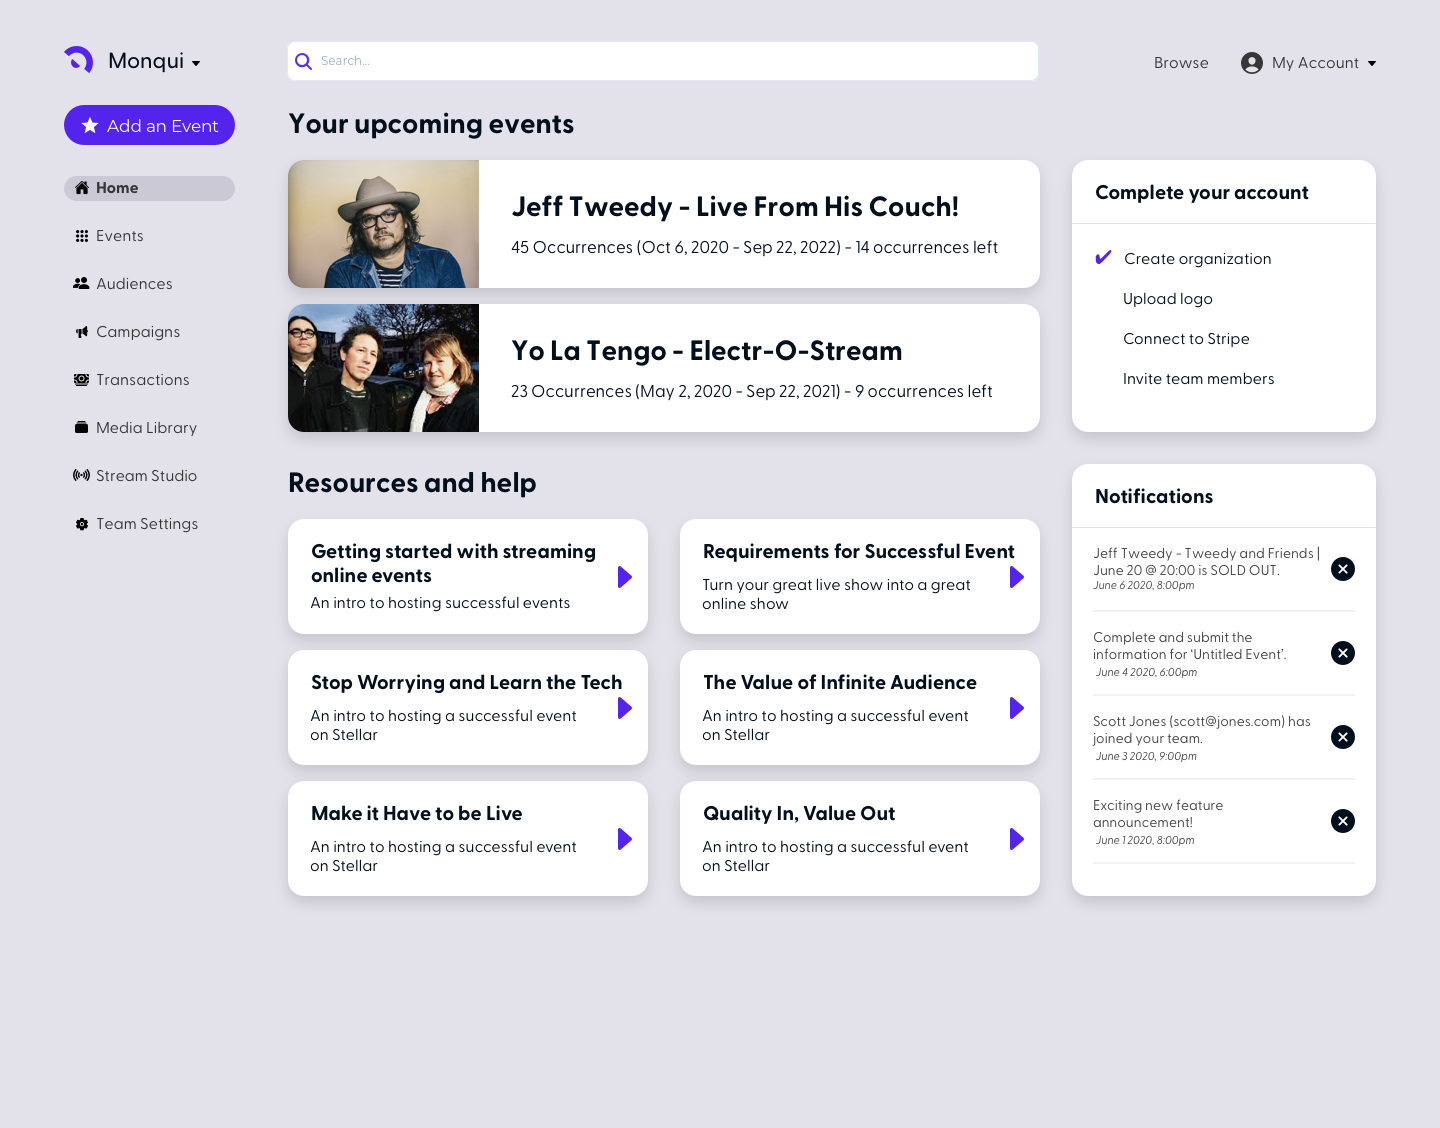 Monqui
Search...
Browse
My Account
Add an Event
Home
Events
Audiences
Campaigns
Transactions
Media Library
Stream Studio
Team Settings
Your upcoming events
Jeff Tweedy - Live From His Couch!
45 Occurrences (Oct 6, 2020 - Sep 22, 2022) - 14 occurrences left
Yo La Tengo - Electr-O-Stream
23 Occurrences (May 2, 2020 - Sep 22, 2021) - 9 occurrences left
Complete your account
Create organization
Upload logo
Connect to Stripe
Invite team members
Resources and help
Getting started with streaming
online events
An intro to hosting successful events
Requirements for Successful Event
Turn your great live show into a great
online show
Stop Worrying and Learn the Tech
An intro to hosting a successful event
on Stellar
The Value of Infinite Audience
An intro to hosting a successful event
on Stellar
Make it Have to be Live
An intro to hosting a successful event
on Stellar
Quality In, Value Out
An intro to hosting a successful event
on Stellar
Notifications
Jeff Tweedy - Tweedy and Friends |
June 20 @ 20:00 is SOLD OUT.
June 6 2020, 8:00pm
Complete and submit the
information for ‘Untitled Event’.
June 4 2020, 6:00pm
Scott Jones (scott@jones.com) has
joined your team.
June 3 2020, 9:00pm
Exciting new feature
announcement!
June 1 2020, 8:00pm